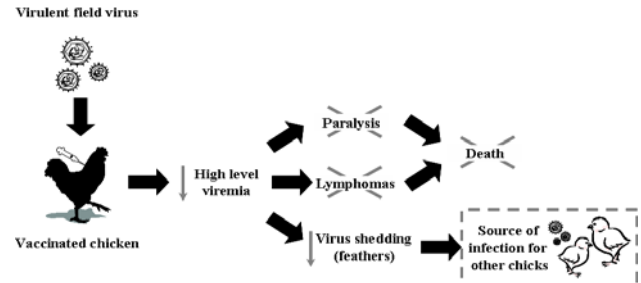 Virulent field virus
Vaccinated chicken
High level
viremia
Paralysis
Lymphomas
Death
Virus shedding
(feathers)
Source of
infection for
other chicks